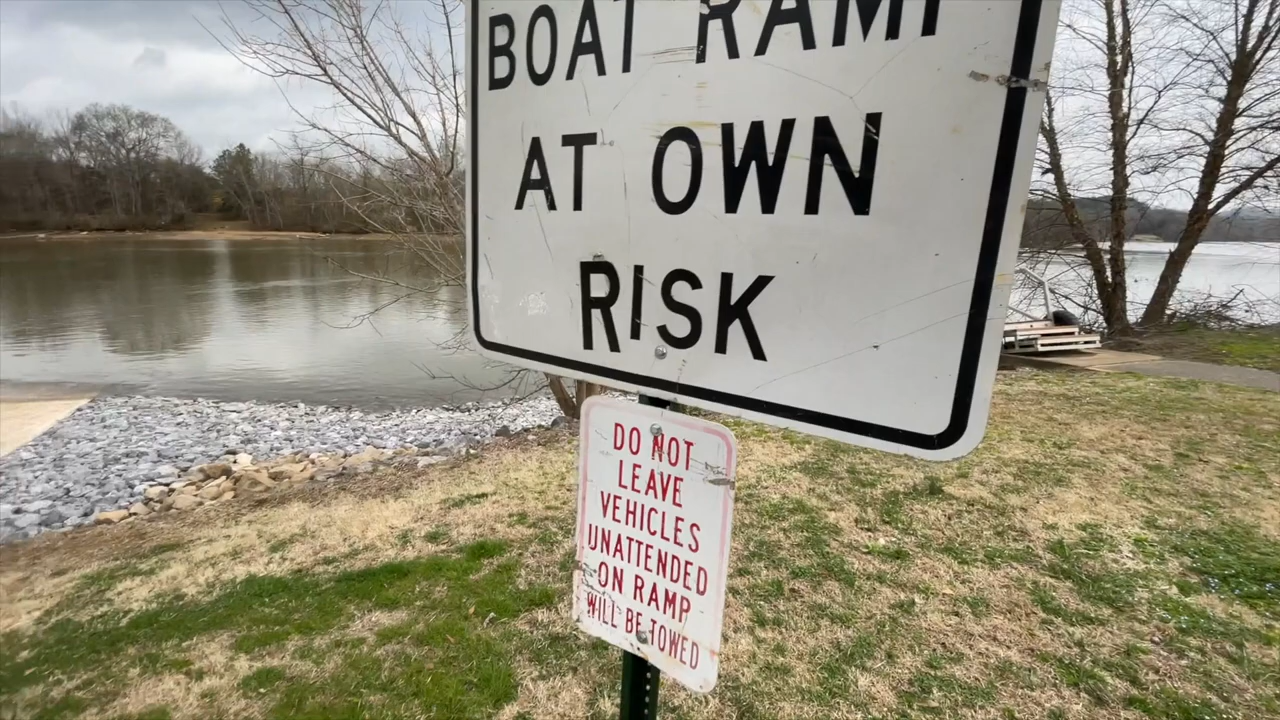 BOAT RAMP
AT OWN
RISK
DO NOT
LEAVE
VEHICLES
UNATTENDED
ON RAMP
WILL BE TOWED